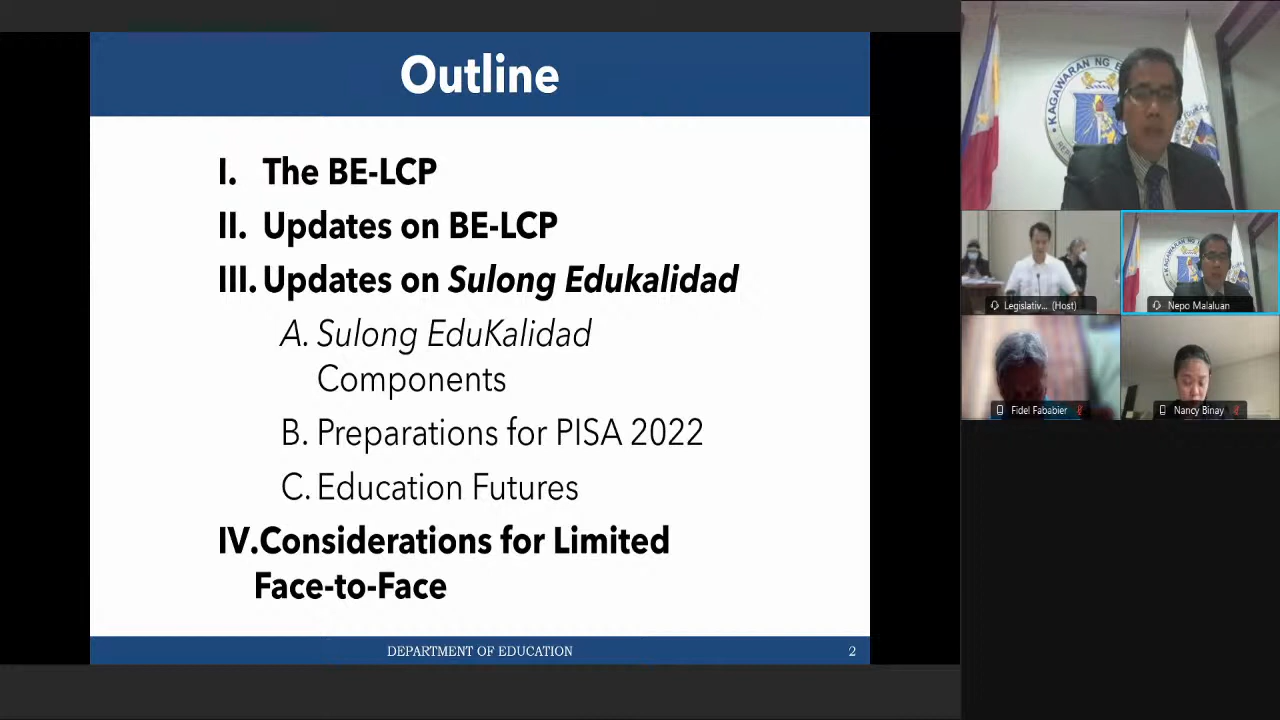 Outline
I. The BE-LCP
II. Updates on BE-LCP
III. Updates on Sulong Edukalidad
A. Sulong EduKalidad
Components
B. Preparations for PISA 2022
C. Education Futures
IV. Considerations for Limited
Face-to-Face
DEPARTMENT OF EDUCATION 2
KAGAWARAN NG
Legislativ... (Host)
Nepo Malaluan
Fidel Fababier
Nancy Binay